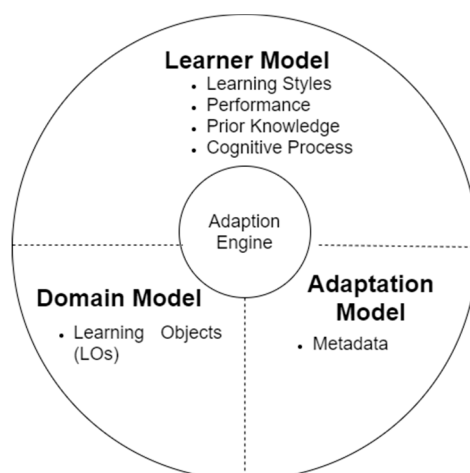 Learner Model
• Learning Styles
• Performance
• Prior Knowledge
• Cognitive Process
Adaption
Engine
Domain Model
• Learning Objects
(LOs)
Adaptation
Model
• Metadata